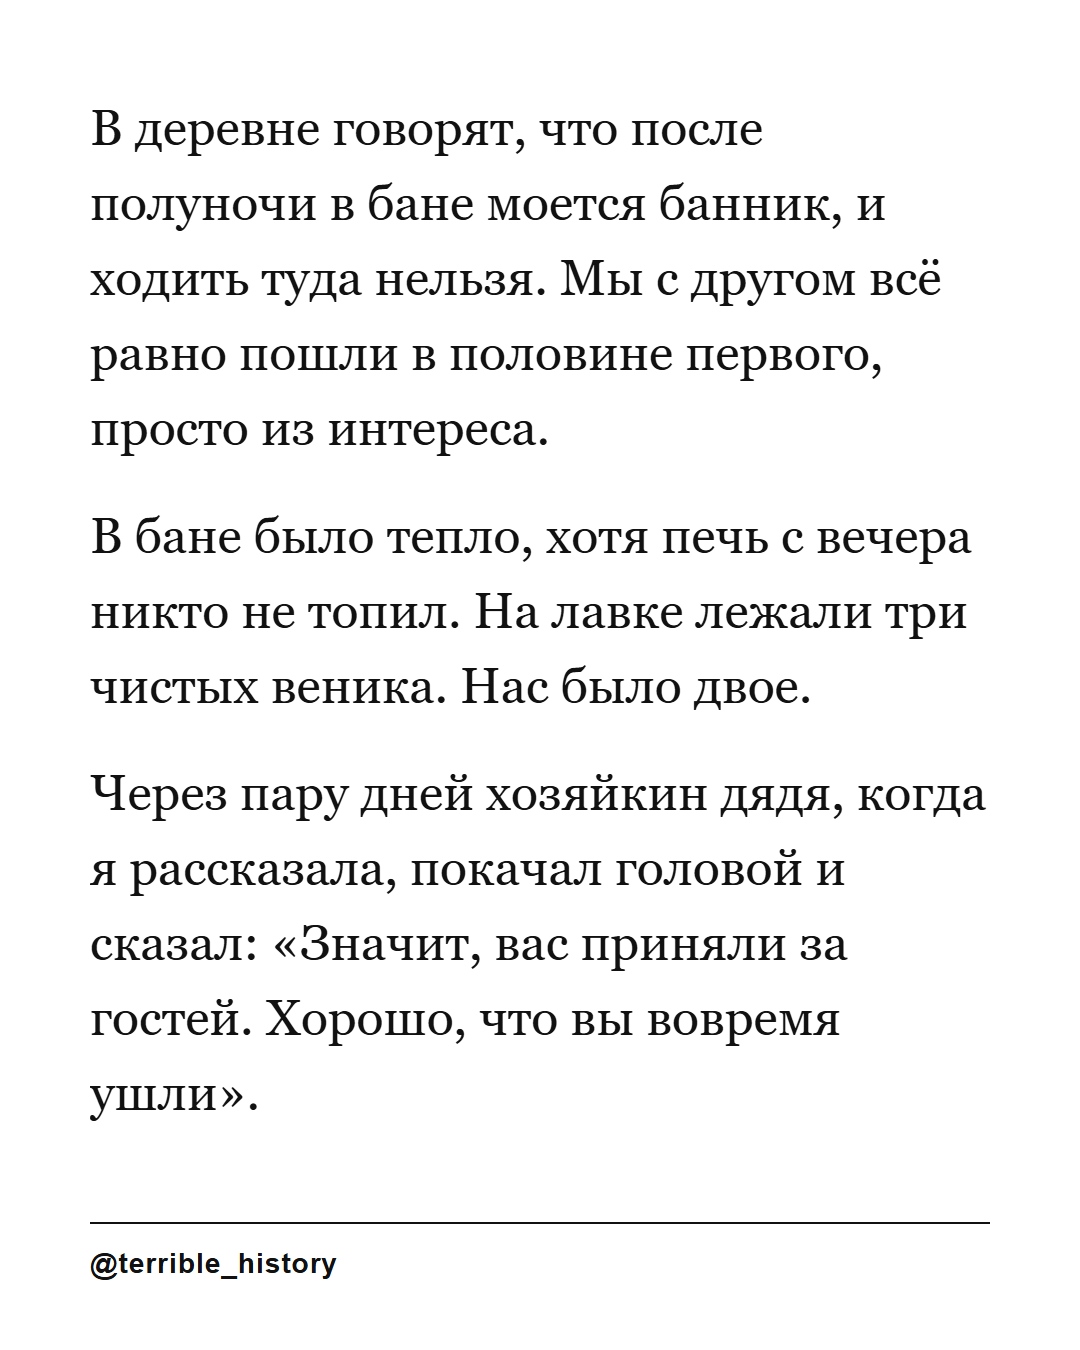 В деревне говорят, что после
полуночи в бане моется банник, и
ходить туда нельзя. Мы с другом всё
равно пошли в половине первого,
просто из интереса.
В бане было тепло, хотя печь с вечера
никто не топил. На лавке лежали три
чистых веника. Нас было двое.
Через пару дней хозяйкин дядя, когда
я рассказала, покачал головой и
сказал: «Значит, вас приняли за
гостей. Хорошо, что вы вовремя
ушли».
@terrible_history